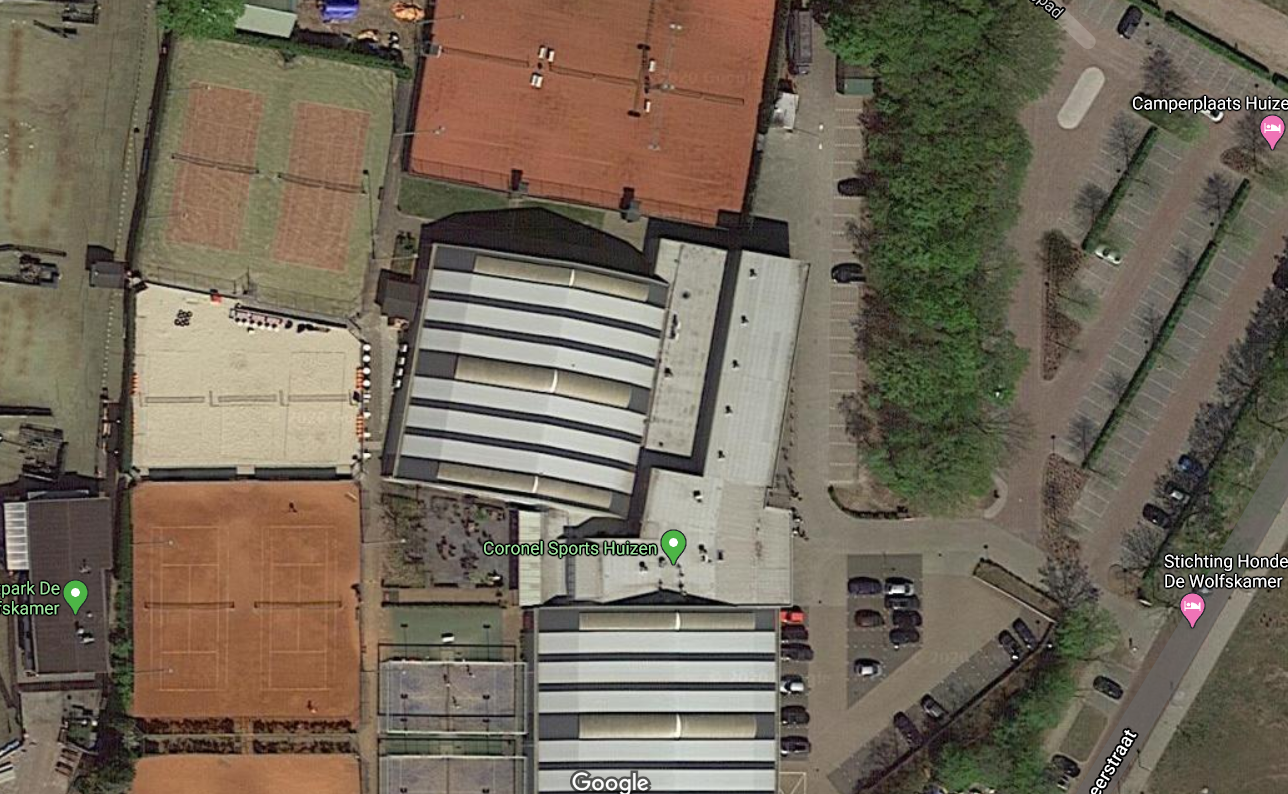 pad
Camperplaats Huize
Coronel Sports Huizen
park De
fskamer
Stichting Honde
De Wolfskamer
eerstraat
Google